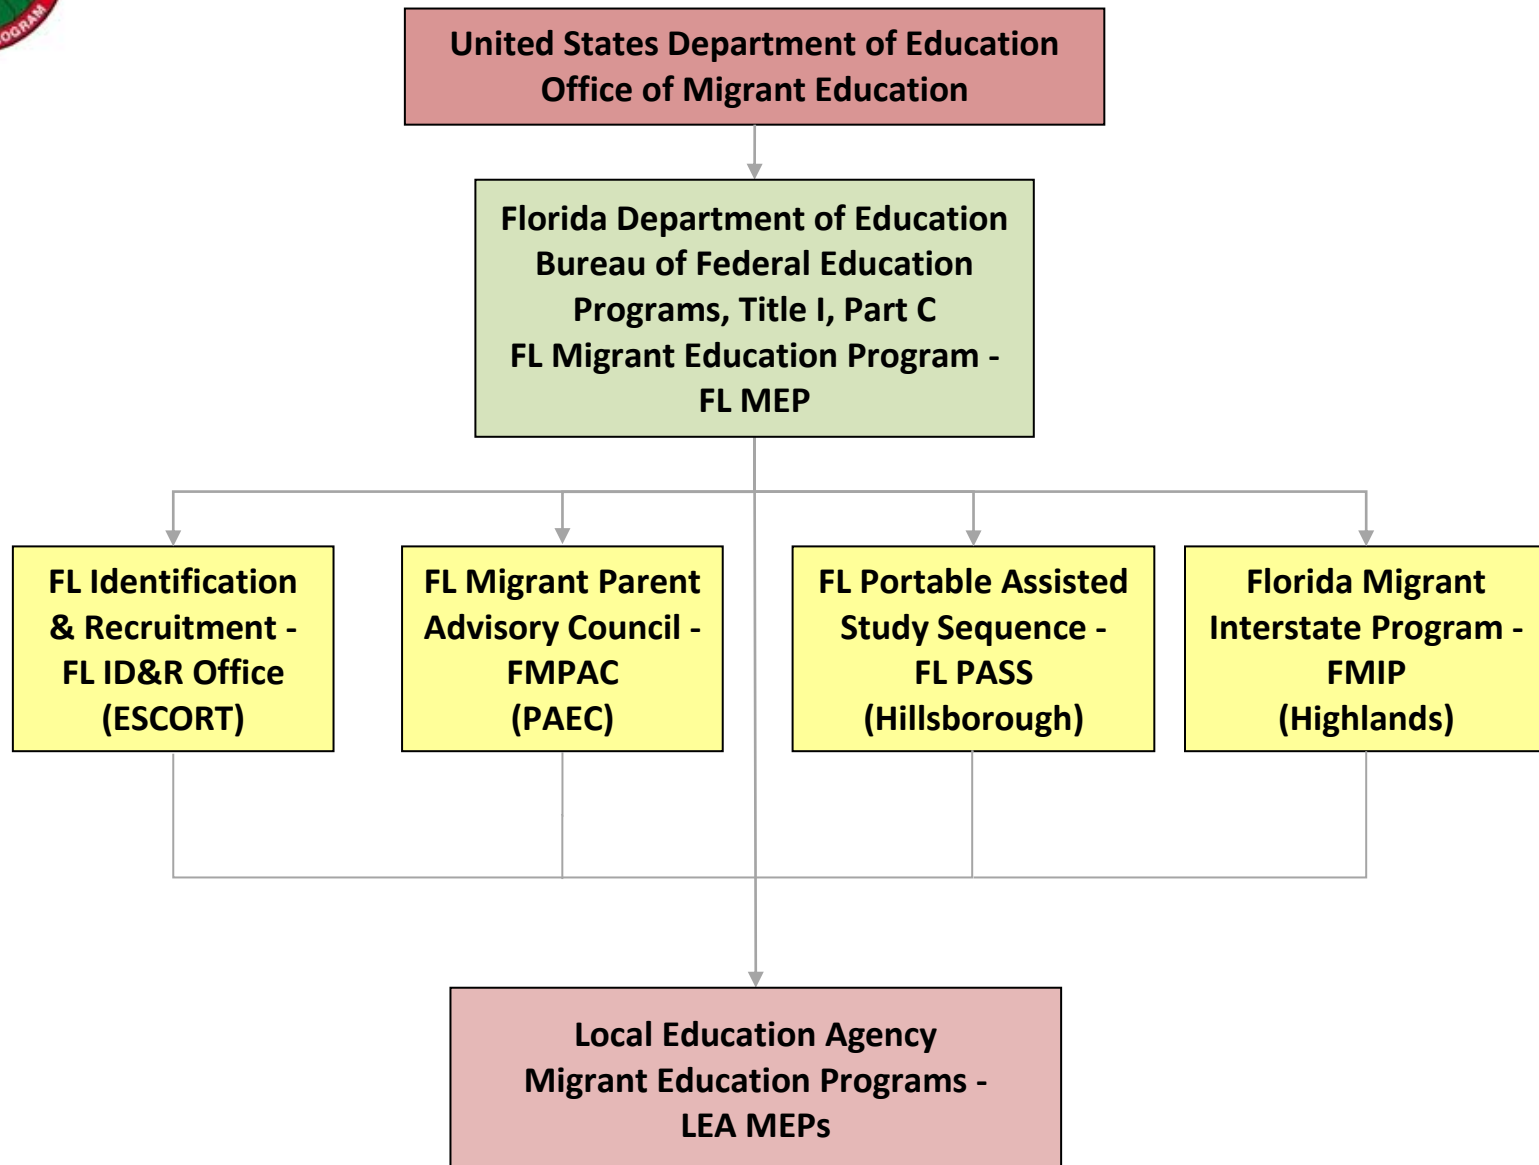 OGRAM
United States Department of Education
Office of Migrant Education
Florida Department of Education
Bureau of Federal Education
Programs, Title I, Part C
FL Migrant Education Program -
FL MEP
FL Identification
& Recruitment -
FL ID&R Office
(ESCORT)
FL Migrant Parent
Advisory Council -
FMPAC
(PAEC)
FL Portable Assisted
Study Sequence -
FL PASS
(Hillsborough)
Florida Migrant
Interstate Program -
FMIP
(Highlands)
Local Education Agency
Migrant Education Programs -
LEA MEPs